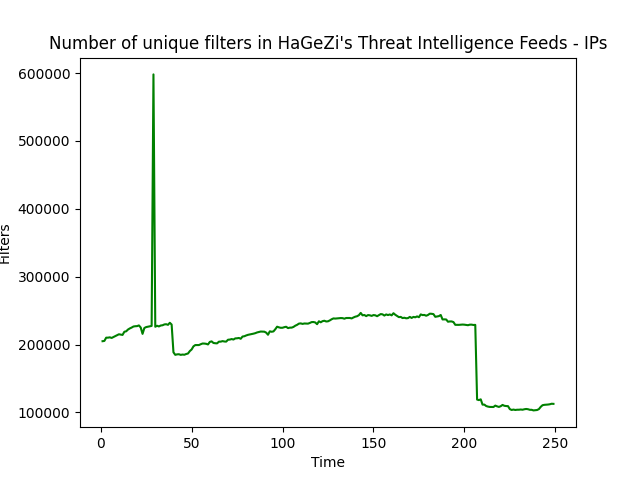 Number of unique filters in HaGeZi's Threat Intelligence Feeds - IPs
600000
500000
400000
300000
200000
100000
Filters
0 50 100 150 200 250
Time